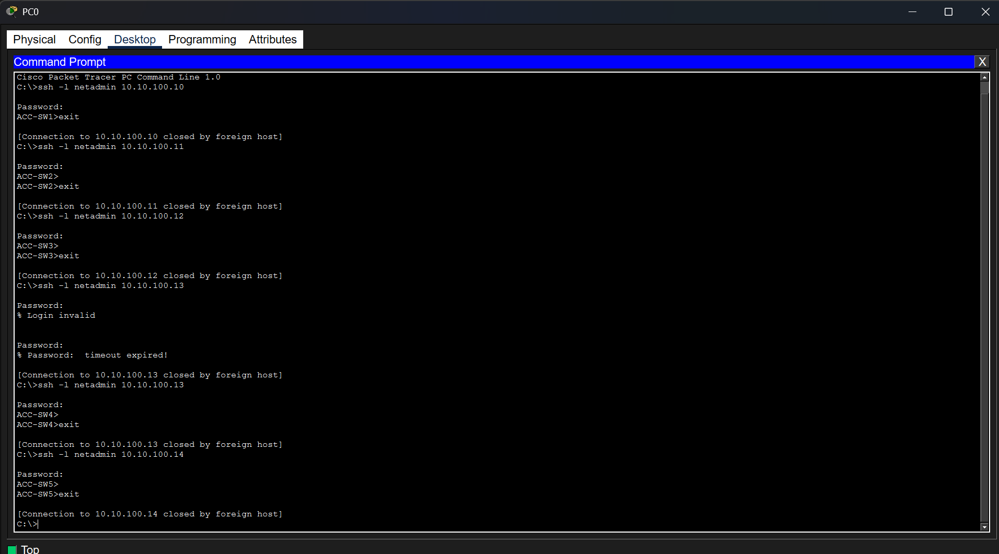 PC0
Physical Config Desktop Programming Attributes
Command Prompt
X
Cisco Packet Tracer PC Command Line 1.0
C:\>ssh -l netadmin 10.10.100.10
Password:
ACC-SW1>exit
[Connection to 10.10.100.10 closed by foreign host]
C:\>ssh -l netadmin 10.10.100.11
Password:
ACC-SW2>
ACC-SW2>exit
[Connection to 10.10.100.11 closed by foreign host]
C:\>ssh -l netadmin 10.10.100.12
Password:
ACC-SW3>
ACC-SW3>exit
[Connection to 10.10.100.12 closed by foreign host]
C:\>ssh -l netadmin 10.10.100.13
Password:
% Login invalid
Password:
% Password:  timeout expired!
[Connection to 10.10.100.13 closed by foreign host]
C:\>ssh -l netadmin 10.10.100.13
Password:
ACC-SW4>
ACC-SW4>exit
[Connection to 10.10.100.13 closed by foreign host]
C:\>ssh -l netadmin 10.10.100.14
Password:
ACC-SW5>
ACC-SW5>exit
[Connection to 10.10.100.14 closed by foreign host]
C:\>
Top